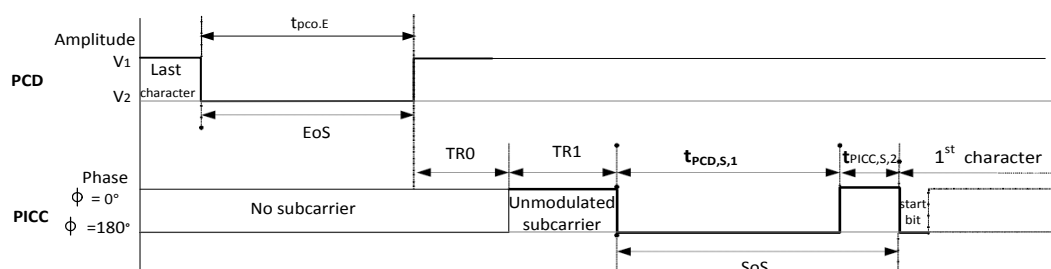 Amplitude
tpco.E
V1
Last
character
PCD
V2
EoS
TR0
TR1
tPCD,S,1
tPICC,S,2
1st character
Phase
ϕ = 0°
PICC
ϕ =180°
No subcarrier
Unmodulated
subcarrier
start
bit
SoS